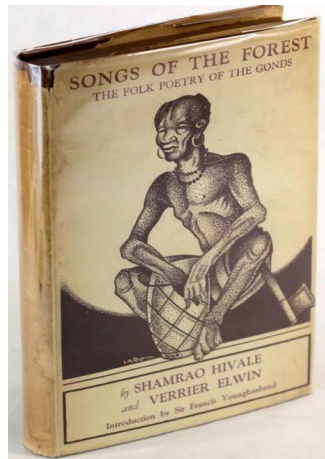 SONGS OF THE FOREST
THE FOLK POETRY OF THE GONDS
by SHAMRAO HIVALE
and VERRIER ELWIN
Introduction by Sir Francis Younghusband